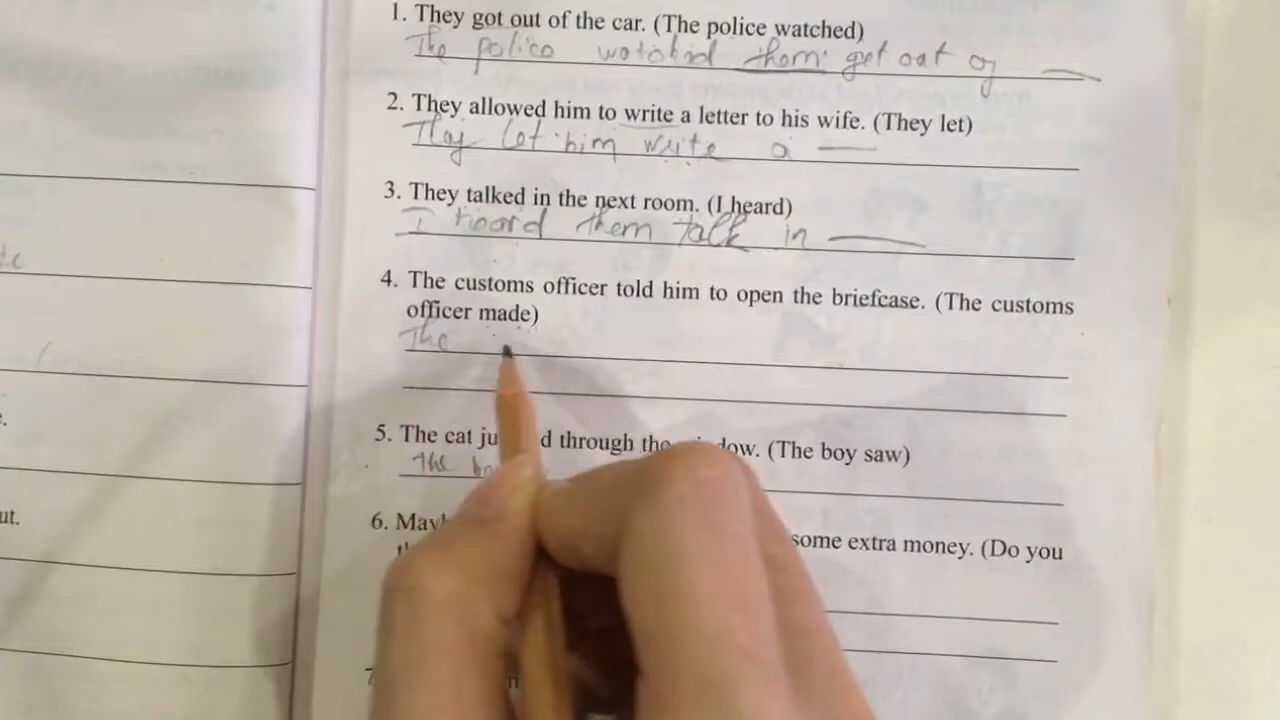 1. They got out of the car. (The police watched)
The police watched them get out of
2. They allowed him to write a letter to his wife. (They let)
They let him write a
3. They talked in the next room. (I heard)
I heard them talk in
4. The customs officer told him to open the briefcase. (The customs
officer made)
The
5. The cat ju d through the window. (The boy saw)
the
ut.
6. some extra money. (Do you